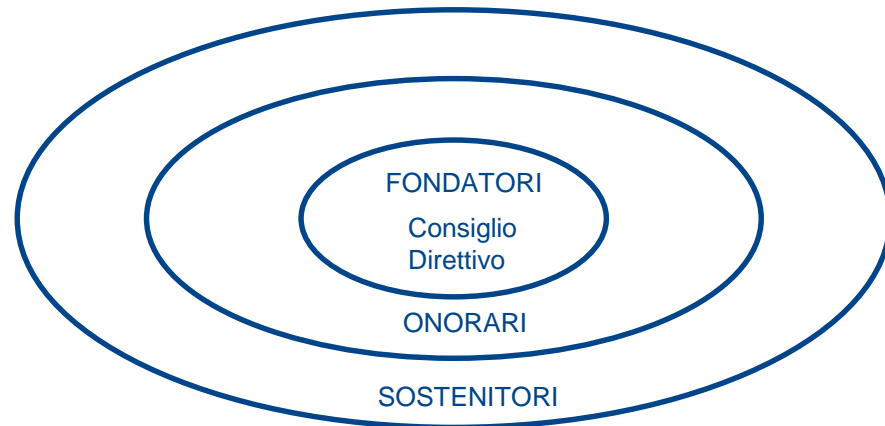 FONDATORI
Consiglio
Direttivo
ONORARI
SOSTENITORI